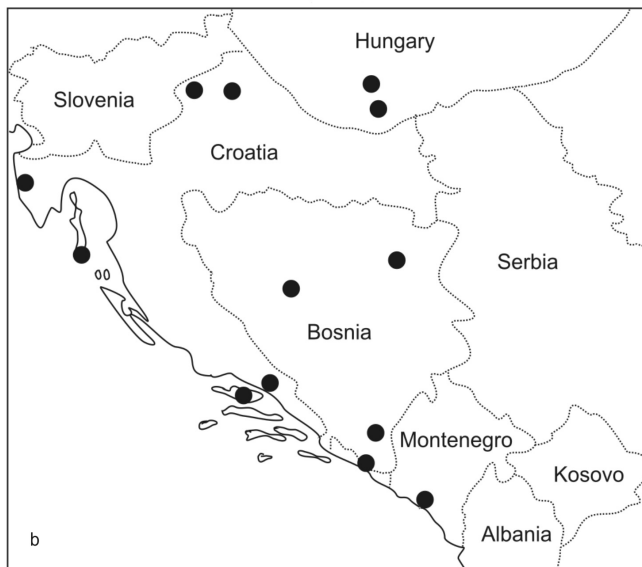 Hungary
Slovenia
Croatia
Serbia
Bosnia
Montenegro
Kosovo
Albania
b